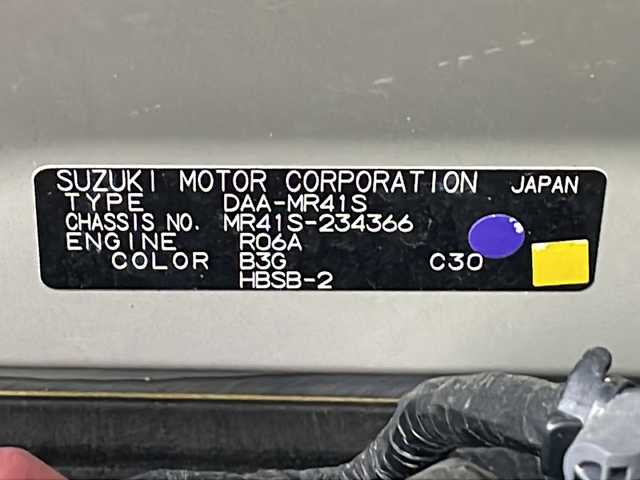 SUZUKI MOTOR CORPORATION JAPAN
TYPE DAA-MR41S
CHASSIS NO. MR41S-234366
ENGINE R06A
COLOR B3G C30
HBSB-2